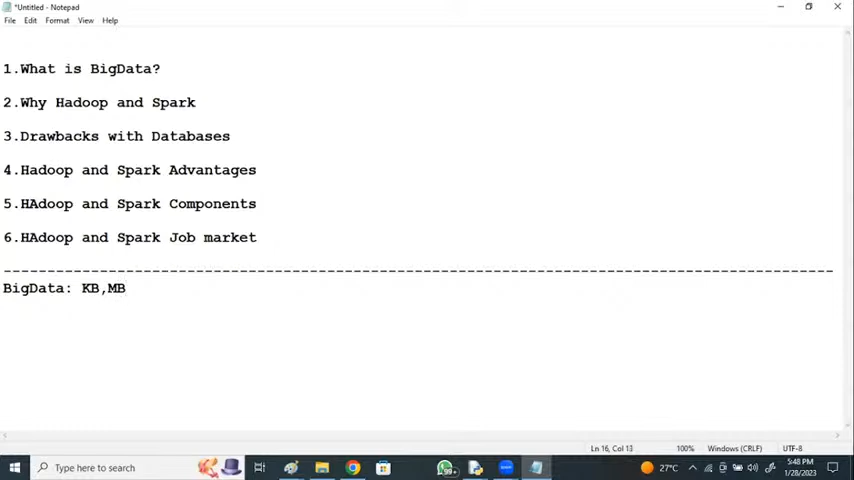 *Untitled - Notepad
File Edit Format View Help
1.What is BigData?
2.Why Hadoop and Spark
3.Drawbacks with Databases
4.Hadoop and Spark Advantages
5.HAdoop and Spark Components
6.HAdoop and Spark Job market
-----------------------------------------------------------------------------------------------
BigData: KB,MB
Ln 16, Col 13 100% Windows (CRLF) UTF-8
Type here to search 99+ 27°C 5:48 PM
1/28/2023